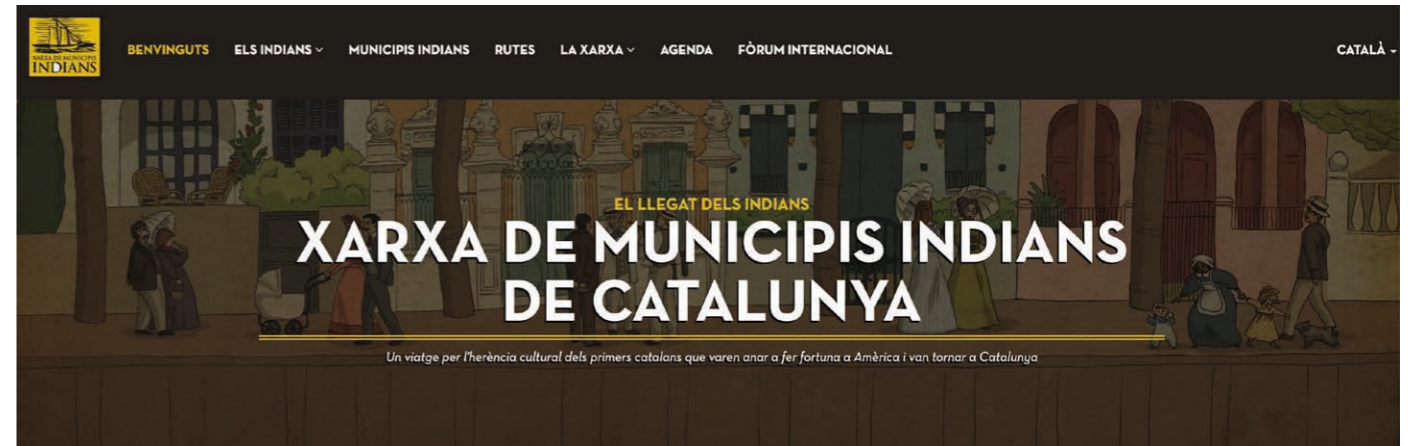 XARXA DE MUNICIPIS
INDIANS
BENVINGUTS
ELS INDIANS
MUNICIPIS INDIANS
RUTES
LA XARXA
AGENDA
FÒRUM INTERNACIONAL
CATALÀ
EL LLEGAT DELS INDIANS
XARXA DE MUNICIPIS INDIANS
DE CATALUNYA
Un viatge per l'herència cultural dels primers catalans que varen anar a fer fortuna a Amèrica i van tornar a Catalunya